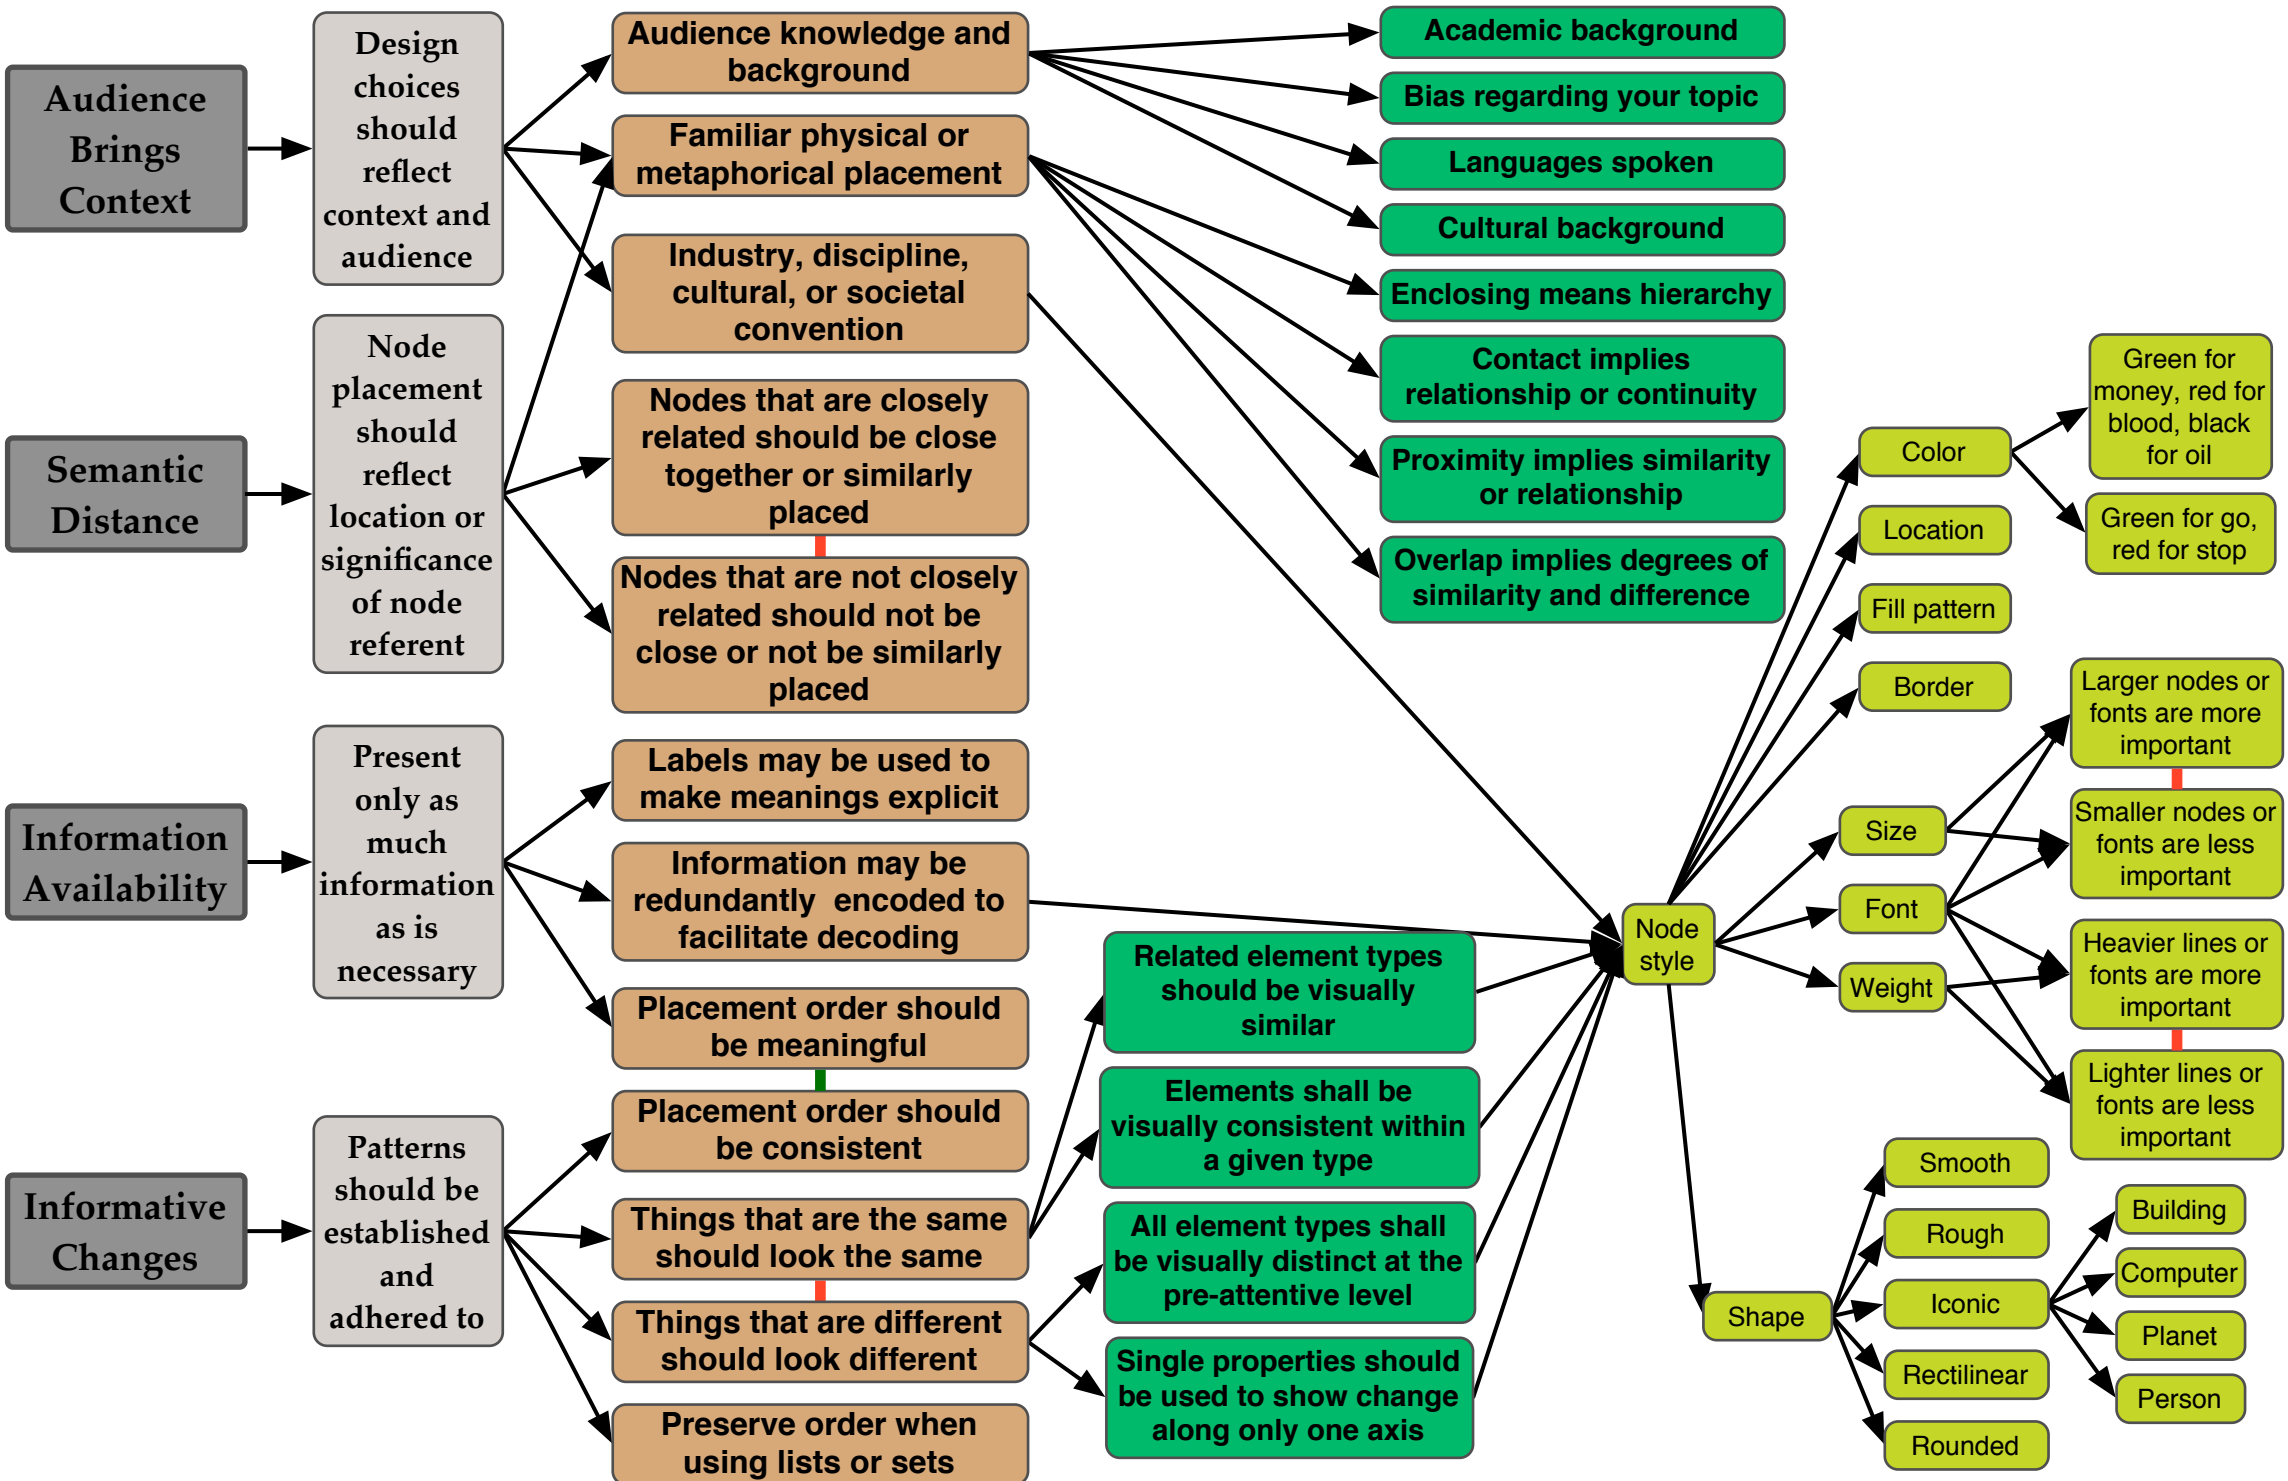 Audience
Brings
Context
Semantic
Distance
Information
Availability
Informative
Changes
Design
choices
should
reflect
context and
audience
Node
placement
should
reflect
location or
significance
of node
referent
Present
only as
much
information
as is
necessary
Patterns
should be
established
and
adhered to
Audience knowledge and
background
Familiar physical or
metaphorical placement
Industry, discipline,
cultural, or societal
convention
Nodes that are closely
related should be close
together or similarly
placed
Nodes that are not closely
related should not be
close or not be similarly
placed
Labels may be used to
make meanings explicit
Information may be
redundantly  encoded to
facilitate decoding
Placement order should
be meaningful
Placement order should
be consistent
Things that are the same
should look the same
Things that are different
should look different
Preserve order when
using lists or sets
Academic background
Bias regarding your topic
Languages spoken
Cultural background
Enclosing means hierarchy
Contact implies
relationship or continuity
Proximity implies similarity
or relationship
Overlap implies degrees of
similarity and difference
Related element types
should be visually
similar
Elements shall be
visually consistent within
a given type
All element types shall
be visually distinct at the
pre-attentive level
Single properties should
be used to show change
along only one axis
Node
style
Color
Location
Fill pattern
Border
Size
Font
Weight
Shape
Green for
money, red for
blood, black
for oil
Green for go,
red for stop
Larger nodes or
fonts are more
important
Smaller nodes or
fonts are less
important
Heavier lines or
fonts are more
important
Lighter lines or
fonts are less
important
Smooth
Rough
Iconic
Rectilinear
Rounded
Building
Computer
Planet
Person